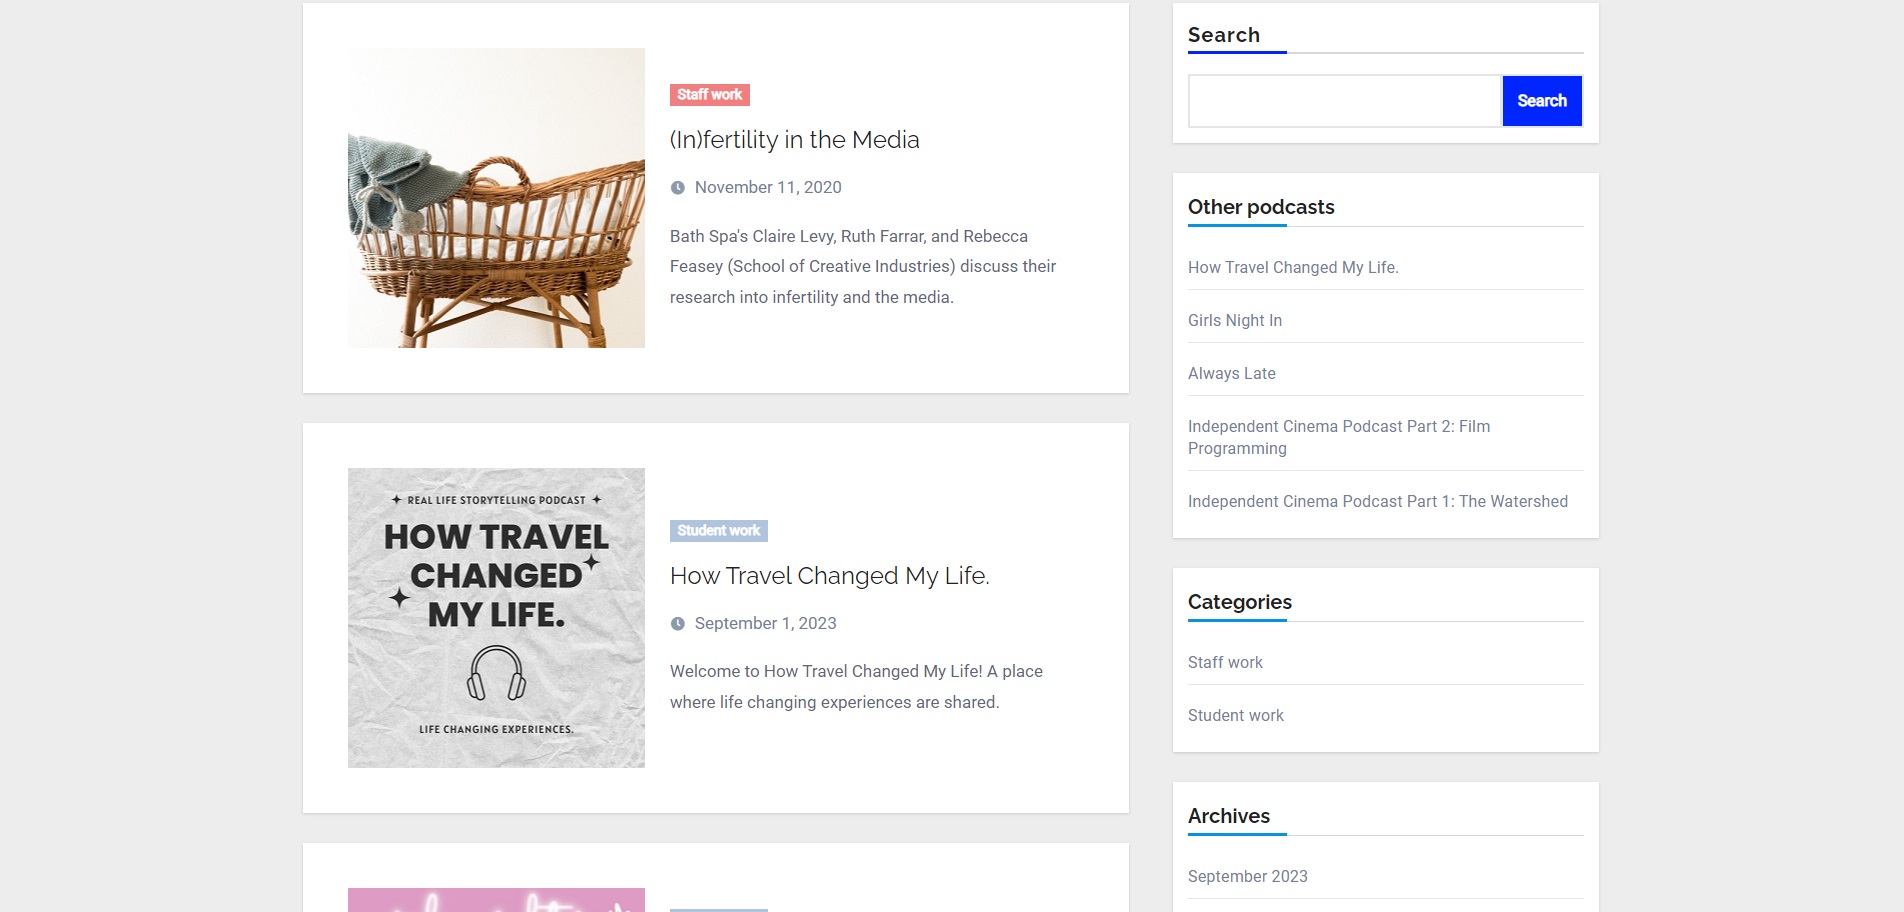 Staff work
(In)fertility in the Media
November 11, 2020
Bath Spa's Claire Levy, Ruth Farrar, and Rebecca
Feasey (School of Creative Industries) discuss their
research into infertility and the media.
REAL LIFE STORYTELLING PODCAST
HOW TRAVEL
CHANGED
MY LIFE.
LIFE CHANGING EXPERIENCES.
Student work
How Travel Changed My Life.
September 1, 2023
Welcome to How Travel Changed My Life! A place
where life changing experiences are shared.
Search
Search
Other podcasts
How Travel Changed My Life.
Girls Night In
Always Late
Independent Cinema Podcast Part 2: Film
Programming
Independent Cinema Podcast Part 1: The Watershed
Categories
Staff work
Student work
Archives
September 2023